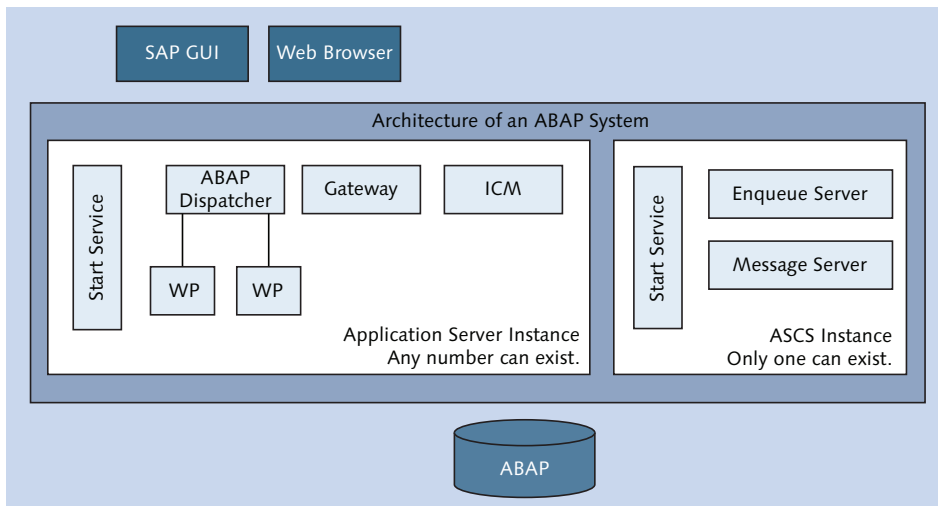 SAP GUI
Web Browser
Architecture of an ABAP System
Start Service
ABAP
Dispatcher
Gateway
ICM
WP
WP
Application Server Instance
Any number can exist.
Start Service
Enqueue Server
Message Server
ASCS Instance
Only one can exist.
ABAP